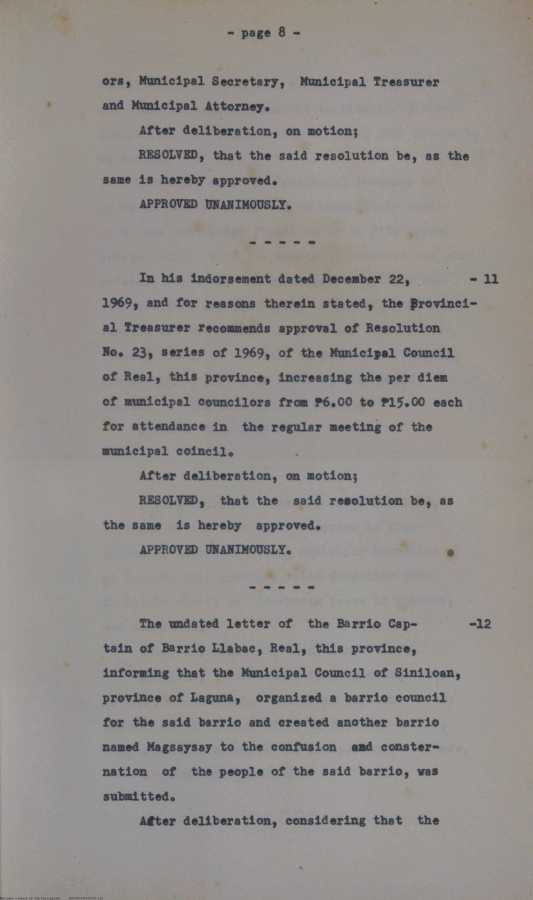 - page 8 -
ors, Municipal Secretary, Municipal Treasurer
and Municipal Attorney.
After deliberation, on motion;
RESOLVED, that the said resolution be, as the
same is hereby approved.
APPROVED UNANIMOUSLY.
- - - - -
In his indorsement dated December 22, - 11
1969, and for reasons therein stated, the Provinci-
al Treasurer recommends approval of Resolution
No. 23, series of 1969, of the Municipal Council
of Real, this province, increasing the per diem
of municipal councilors from ₱6.00 to ₱15.00 each
for attendance in the regular meeting of the
municipal coincil.
After deliberation, on motion;
RESOLVED, that the said resolution be, as
the same is hereby approved.
APPROVED UNANIMOUSLY.
- - - - -
The undated letter of the Barrio Cap- -12
tain of Barrio Llabac, Real, this province,
informing that the Municipal Council of Siniloan,
province of Laguna, organized a barrio council
for the said barrio and created another barrio
named Magsaysay to the confusion and conster-
nation of the people of the said barrio, was
submitted.
After deliberation, considering that the